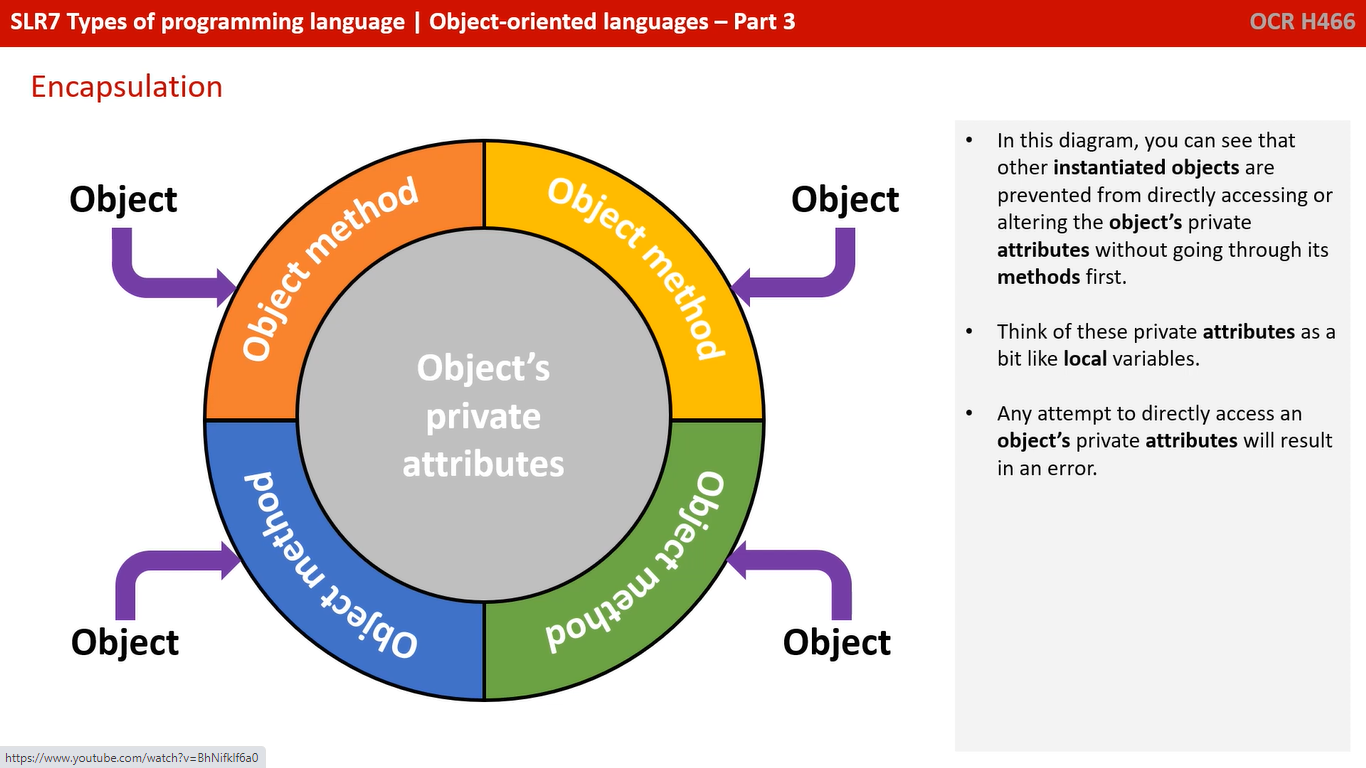 SLR7 Types of programming language | Object-oriented languages – Part 3
OCR H466
Encapsulation
Object
Object
Object method
Object method
Object’s
private
attributes
Object method
Object method
Object
Object
• In this diagram, you can see that
other instantiated objects are
prevented from directly accessing or
altering the object’s private
attributes without going through its
methods first.
• Think of these private attributes as a
bit like local variables.
• Any attempt to directly access an
object’s private attributes will result
in an error.
https://www.youtube.com/watch?v=BhNifkIf6a0